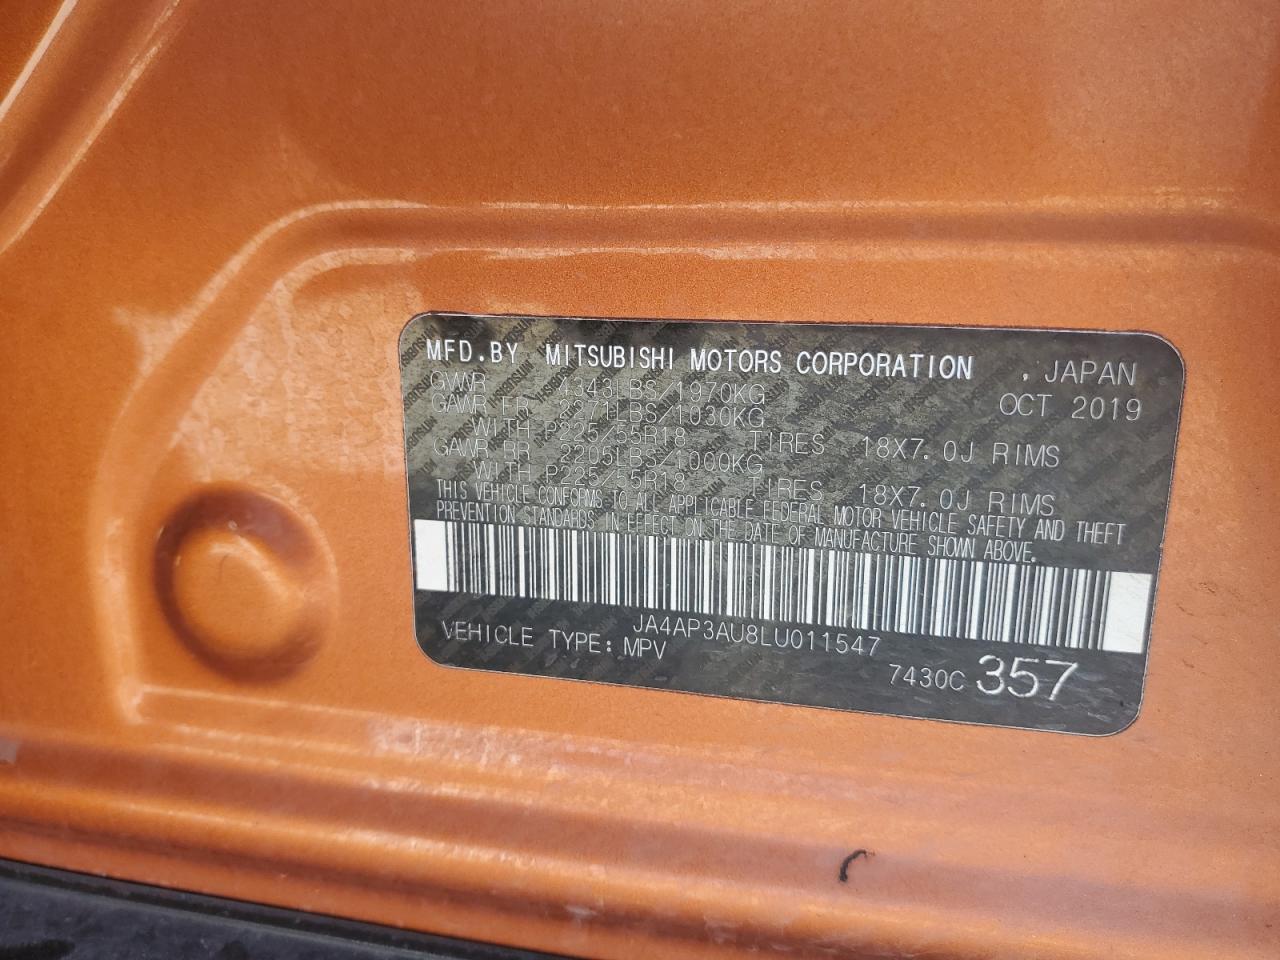 MFD.BY MITSUBISHI MOTORS CORPORATION , JAPAN
GVWR 4343LBS/1970KG OCT 2019
GAWR FR 2271LBS/1030KG
WITH P225/55R18 TIRES 18X7.0J RIMS
GAWR RR 2205LBS/1000KG
WITH P225/55R18 TIRES 18X7.0J RIMS
THIS VEHICLE CONFORMS TO ALL APPLICABLE FEDERAL MOTOR VEHICLE SAFETY AND THEFT
PREVENTION STANDARDS IN EFFECT ON THE DATE OF MANUFACTURE SHOWN ABOVE.
JA4AP3AU8LU011547
VEHICLE TYPE: MPV
7430C 357